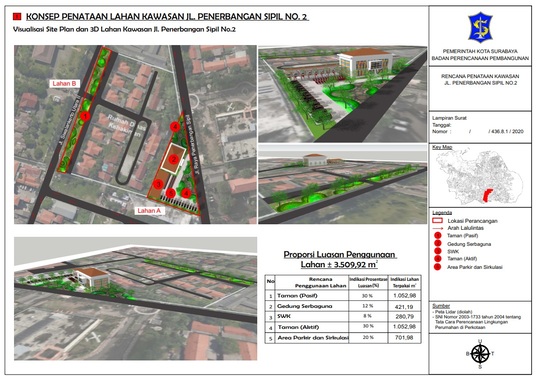 1 KONSEP PENATAAN LAHAN KAWASAN JL. PENERBANGAN SIPIL NO. 2
Visualisasi Site Plan dan 3D Lahan Kawasan Jl. Penerbangan Sipil No.2
Lahan B
Lahan A
Proporsi Luasan Penggunaan
Lahan ± 3.509,92 m²
No Rencana Penggunaan Lahan Indikasi Prosentase Luasan (%) Indikasi Lahan Terpakai m²
1 Taman (Pasif) 30 % 1.052,98
2 Gedung Serbaguna 12 % 421,19
3 SWK 8 % 280,79
4 Taman (Aktif) 30 % 1.052,98
5 Area Parkir dan Sirkulasi 20 % 701,98
PEMERINTAH KOTA SURABAYA
BADAN PERENCANAAN PEMBANGUNAN
RENCANA PENATAAN KAWASAN
JL. PENERBANGAN SIPIL NO.2
Lampiran Surat
Tanggal:
Nomor : / / 436.8.1 / 2020
Key Map
Legenda
Lokasi Perancangan
Arah Lalulintas
1 Taman (Pasif)
2 Gedung Serbaguna
3 SWK
4 Taman (Aktif)
5 Area Parkir dan Sirkulasi
Sumber
- Peta Lidar (diolah)
- SNI Nomor 2003-1733 tahun 2004 tentang
Tata Cara Perencanaan Lingkungan
Perumahan di Perkotaan
U
B T
S